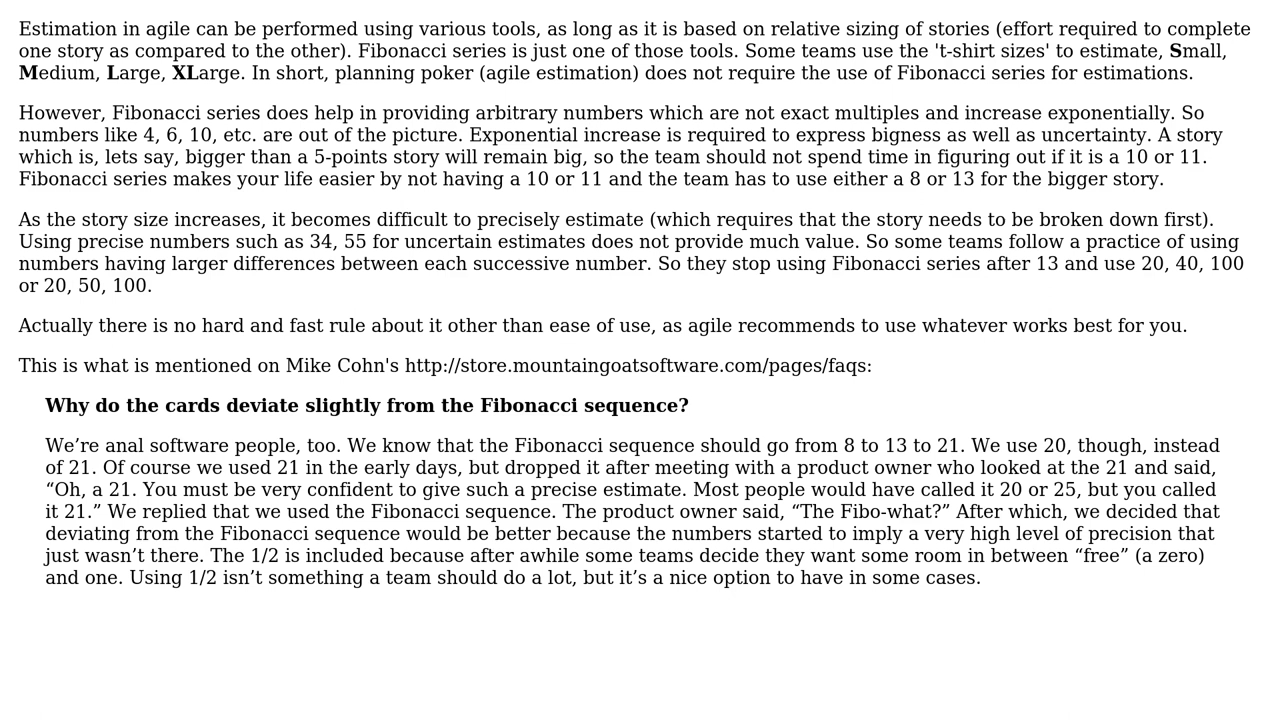 Estimation in agile can be performed using various tools, as long as it is based on relative sizing of stories (effort required to complete
one story as compared to the other). Fibonacci series is just one of those tools. Some teams use the 't-shirt sizes' to estimate, Small,
Medium, Large, XLarge. In short, planning poker (agile estimation) does not require the use of Fibonacci series for estimations.
However, Fibonacci series does help in providing arbitrary numbers which are not exact multiples and increase exponentially. So
numbers like 4, 6, 10, etc. are out of the picture. Exponential increase is required to express bigness as well as uncertainty. A story
which is, lets say, bigger than a 5-points story will remain big, so the team should not spend time in figuring out if it is a 10 or 11.
Fibonacci series makes your life easier by not having a 10 or 11 and the team has to use either a 8 or 13 for the bigger story.
As the story size increases, it becomes difficult to precisely estimate (which requires that the story needs to be broken down first).
Using precise numbers such as 34, 55 for uncertain estimates does not provide much value. So some teams follow a practice of using
numbers having larger differences between each successive number. So they stop using Fibonacci series after 13 and use 20, 40, 100
or 20, 50, 100.
Actually there is no hard and fast rule about it other than ease of use, as agile recommends to use whatever works best for you.
This is what is mentioned on Mike Cohn's http://store.mountaingoatsoftware.com/pages/faqs:
Why do the cards deviate slightly from the Fibonacci sequence?
We’re anal software people, too. We know that the Fibonacci sequence should go from 8 to 13 to 21. We use 20, though, instead
of 21. Of course we used 21 in the early days, but dropped it after meeting with a product owner who looked at the 21 and said,
“Oh, a 21. You must be very confident to give such a precise estimate. Most people would have called it 20 or 25, but you called
it 21.” We replied that we used the Fibonacci sequence. The product owner said, “The Fibo-what?” After which, we decided that
deviating from the Fibonacci sequence would be better because the numbers started to imply a very high level of precision that
just wasn’t there. The 1/2 is included because after awhile some teams decide they want some room in between “free” (a zero)
and one. Using 1/2 isn’t something a team should do a lot, but it’s a nice option to have in some cases.